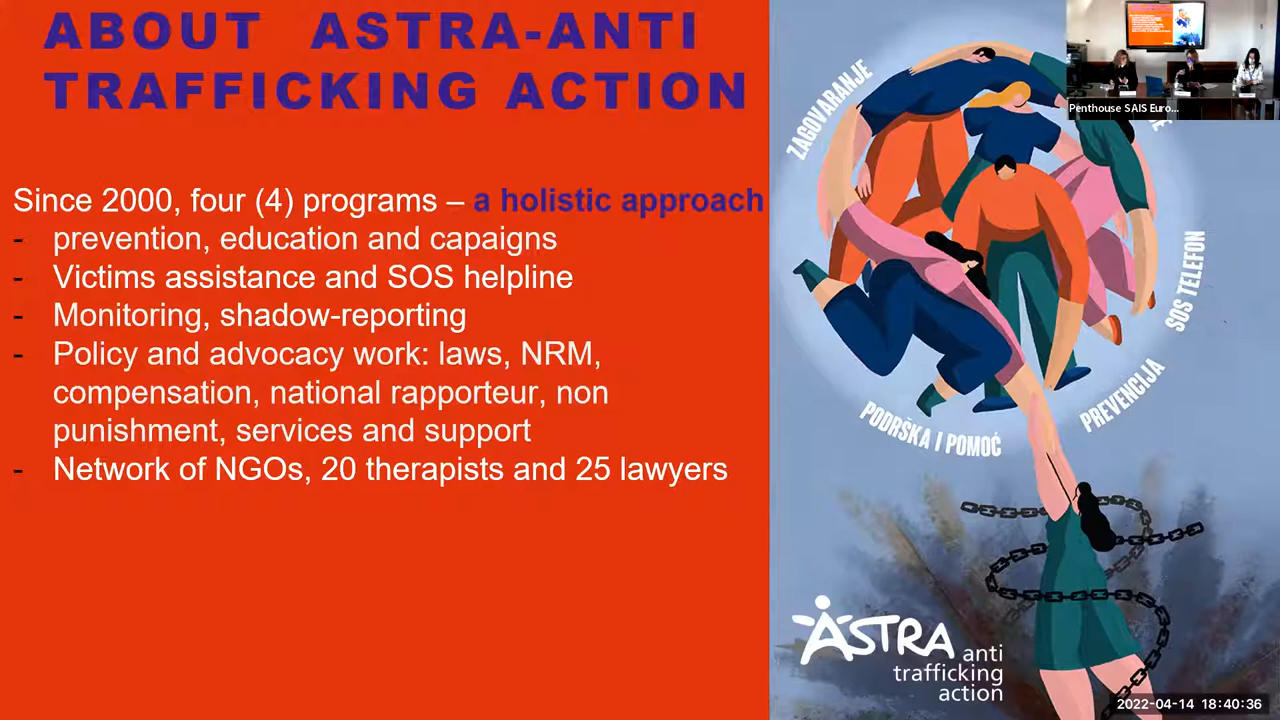 ABOUT ASTRA-ANTI
TRAFFICKING ACTION
Since 2000, four (4) programs – a holistic approach
- prevention, education and capaigns
- Victims assistance and SOS helpline
- Monitoring, shadow-reporting
- Policy and advocacy work: laws, NRM,
compensation, national rapporteur, non
punishment, services and support
- Network of NGOs, 20 therapists and 25 lawyers
ZAGOVARANJE
SOS TELEFON
PREVENCIJA
PODRŠKA I POMOĆ
ASTRA anti
trafficking
action
Penthouse SAIS Euro...
2022-04-14 18:40:36